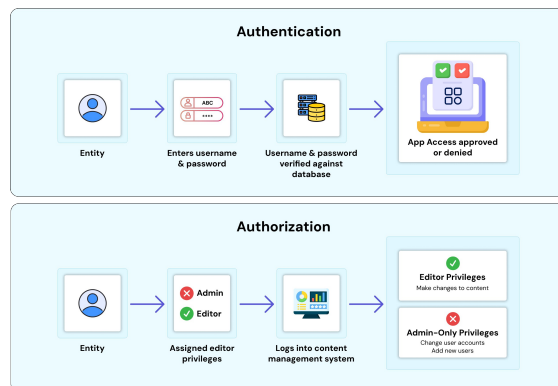 Authentication
ABC
••••
Entity
Enters username
& password
Username & password
verified against
database
App Access approved
or denied
Authorization
Admin
Editor
Entity
Assigned editor
privileges
Logs into content
management system
Editor Privileges
Make changes to content
Admin-Only Privileges
Change user accounts
Add new users